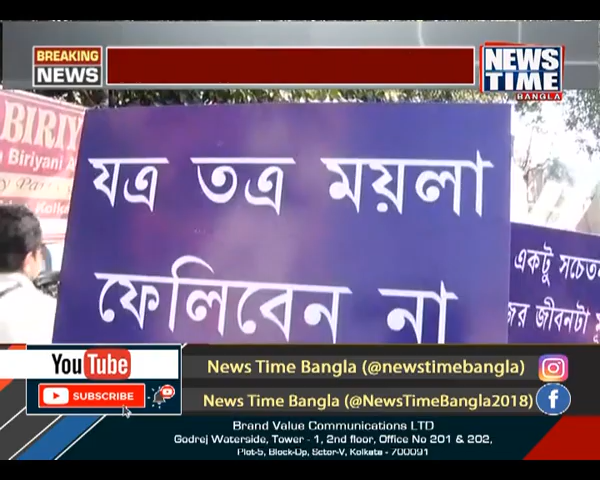 BREAKING
NEWS
NEWS
TIME
BANGLA
BIRIY
Biriyani
যত্র তত্র ময়লা
ফেলিবেন না
একটু সচেতন
জীবনটা
YouTube
SUBSCRIBE
News Time Bangla (@newstimebangla)
News Time Bangla (@NewsTimeBangla2018)
Brand Value Communications LTD
Godrej Waterside, Tower - 1, 2nd floor, Office No 201 & 202,
Plot-5, Block-Dp, Sctor-V, Kolkata - 700091